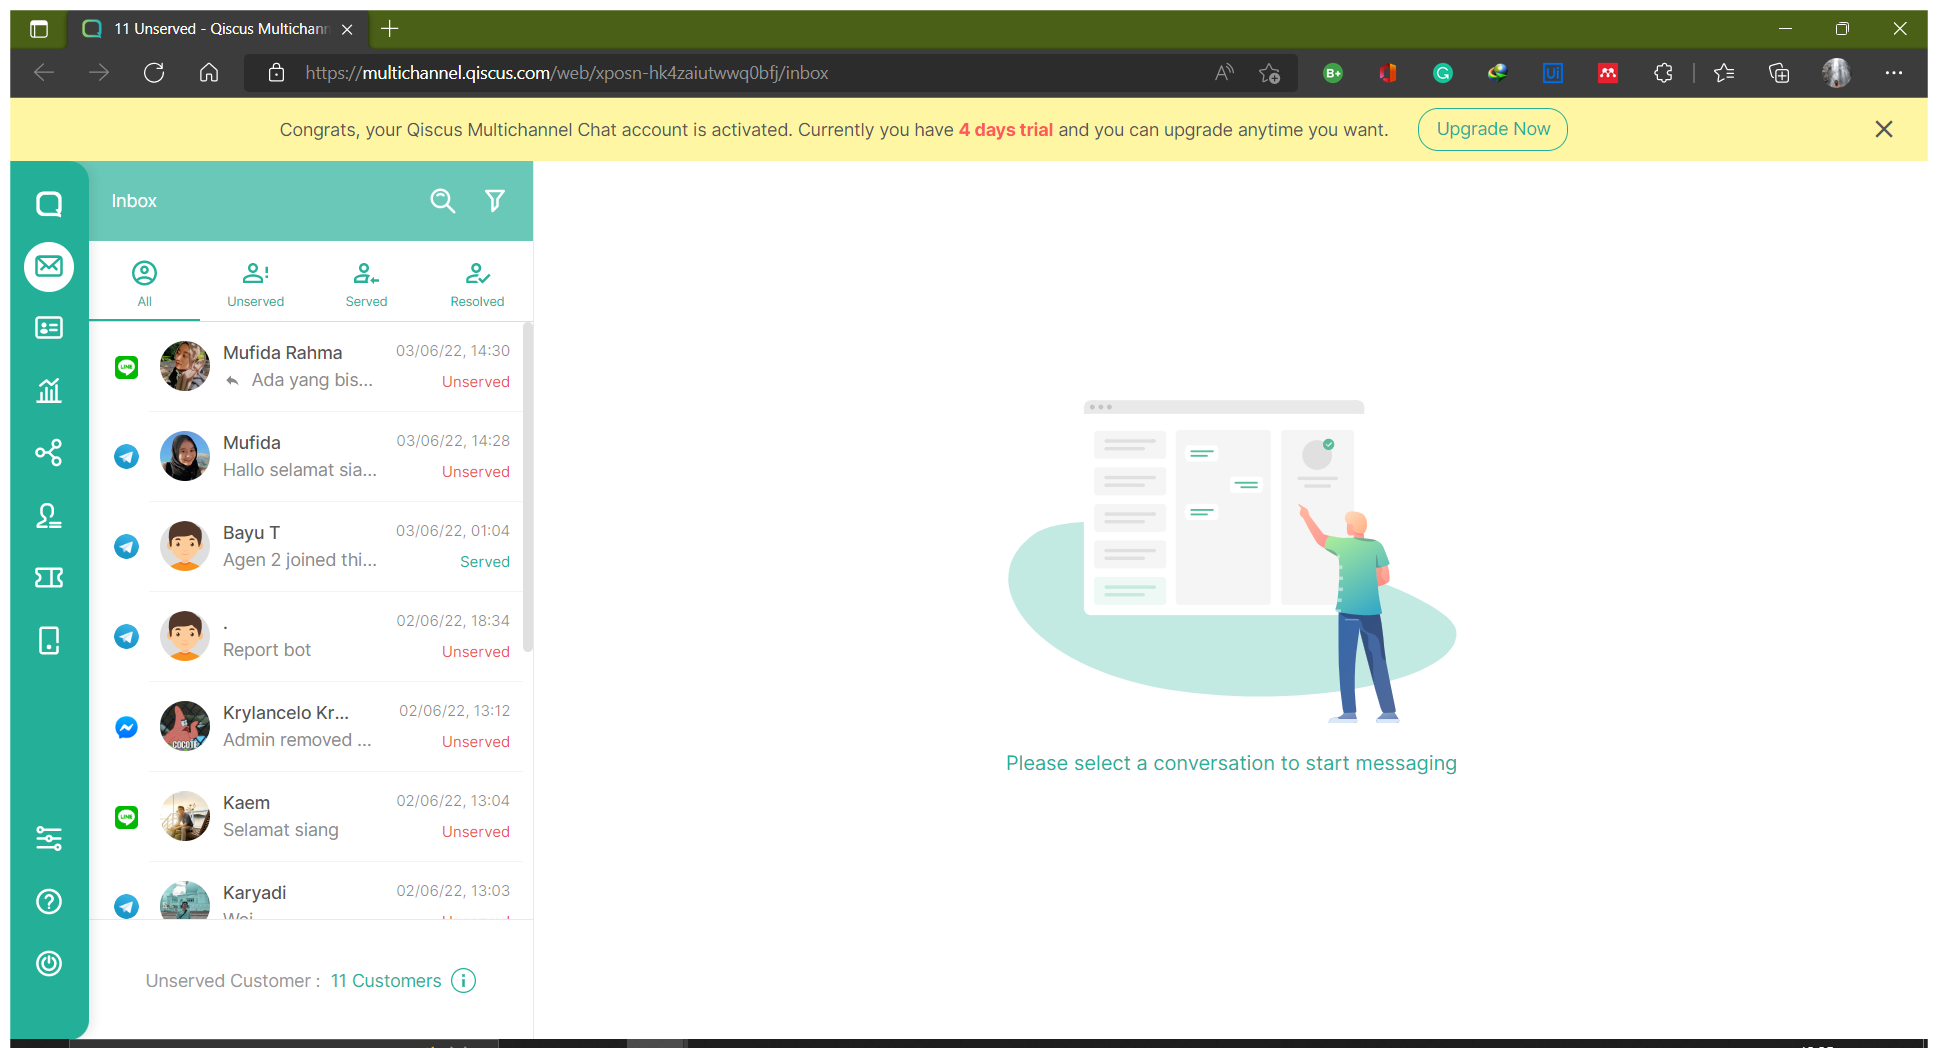 11 Unserved - Qiscus Multichann
https://multichannel.qiscus.com/web/xposn-hk4zaiutwwq0bfj/inbox
Congrats, your Qiscus Multichannel Chat account is activated. Currently you have 4 days trial and you can upgrade anytime you want.
Upgrade Now
Inbox
All
Unserved
Served
Resolved
LINE
Mufida Rahma
03/06/22, 14:30
Ada yang bis...
Unserved
Mufida
03/06/22, 14:28
Hallo selamat sia...
Unserved
Bayu T
03/06/22, 01:04
Agen 2 joined thi...
Served
.
02/06/22, 18:34
Report bot
Unserved
Krylancelo Kr...
02/06/22, 13:12
Admin removed ...
Unserved
LINE
Kaem
02/06/22, 13:04
Selamat siang
Unserved
Karyadi
02/06/22, 13:03
Please select a conversation to start messaging
Unserved Customer : 11 Customers